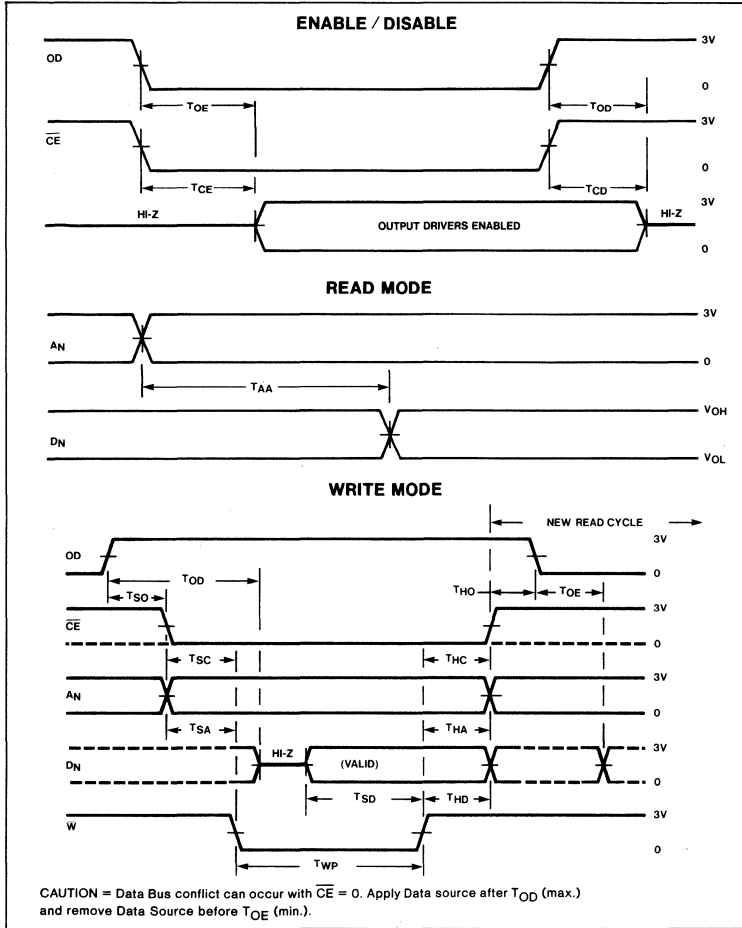 ENABLE / DISABLE
OD
3V
0
TOE
TOD
CE
3V
0
TCE
TCD
HI-Z
OUTPUT DRIVERS ENABLED
3V
HI-Z
0
READ MODE
AN
3V
0
TAA
DN
VOH
VOL
WRITE MODE
NEW READ CYCLE
OD
3V
0
TOD
TSO
THO
TOE
CE
3V
0
TSC
THC
AN
3V
0
TSA
THA
DN
HI-Z
(VALID)
3V
0
TSD
THD
W
3V
0
TWP
CAUTION = Data Bus conflict can occur with CE = 0. Apply Data source after TOD (max.)
and remove Data Source before TOE (min.).